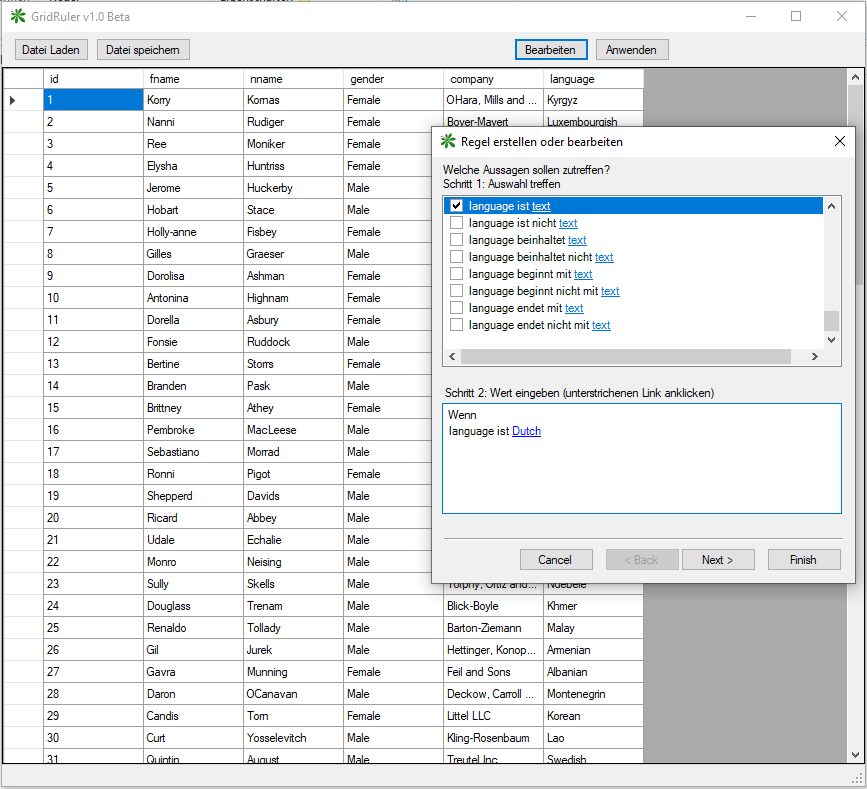 GridRuler v1.0 Beta
Datei Laden Datei speichern Bearbeiten Anwenden
id fname nname gender company language
1 Korry Kornas Female OHara, Mills and ... Kyrgyz
2 Nanni Rudiger Female Boyer-Mayert Luxembourgish
3 Ree Moniker Female
4 Elysha Huntriss Female
5 Jerome Huckerby Male
6 Hobart Stace Male
7 Holly-anne Fisbey Female
8 Gilles Graeser Male
9 Dorolisa Ashman Female
10 Antonina Highnam Female
11 Dorella Asbury Female
12 Fonsie Ruddock Male
13 Bertine Storrs Female
14 Branden Pask Male
15 Brittney Athey Female
16 Pembroke MacLeese Male
17 Sebastiano Morrad Male
18 Ronni Pigot Female
19 Shepperd Davids Male
20 Ricard Abbey Male
21 Udale Echalie Male
22 Monro Neising Male
23 Sully Skells Male Torphy, Ortiz and... Ndebele
24 Douglass Trenam Male Blick-Boyle Khmer
25 Renaldo Tollady Male Barton-Ziemann Malay
26 Gil Jurek Male Hettinger, Konop... Armenian
27 Gavra Munning Female Feil and Sons Albanian
28 Daron OCanavan Male Deckow, Carroll ... Montenegrin
29 Candis Torn Female Littel LLC Korean
30 Curt Yosselevitch Male Kling-Rosenbaum Lao
31 Quintin August Male Treutel Inc Swedish
Regel erstellen oder bearbeiten
Welche Aussagen sollen zutreffen?
Schritt 1: Auswahl treffen
language ist text
language ist nicht text
language beinhaltet text
language beinhaltet nicht text
language beginnt mit text
language beginnt nicht mit text
language endet mit text
language endet nicht mit text
Schritt 2: Wert eingeben (unterstrichenen Link anklicken)
Wenn
language ist Dutch
Cancel < Back Next > Finish